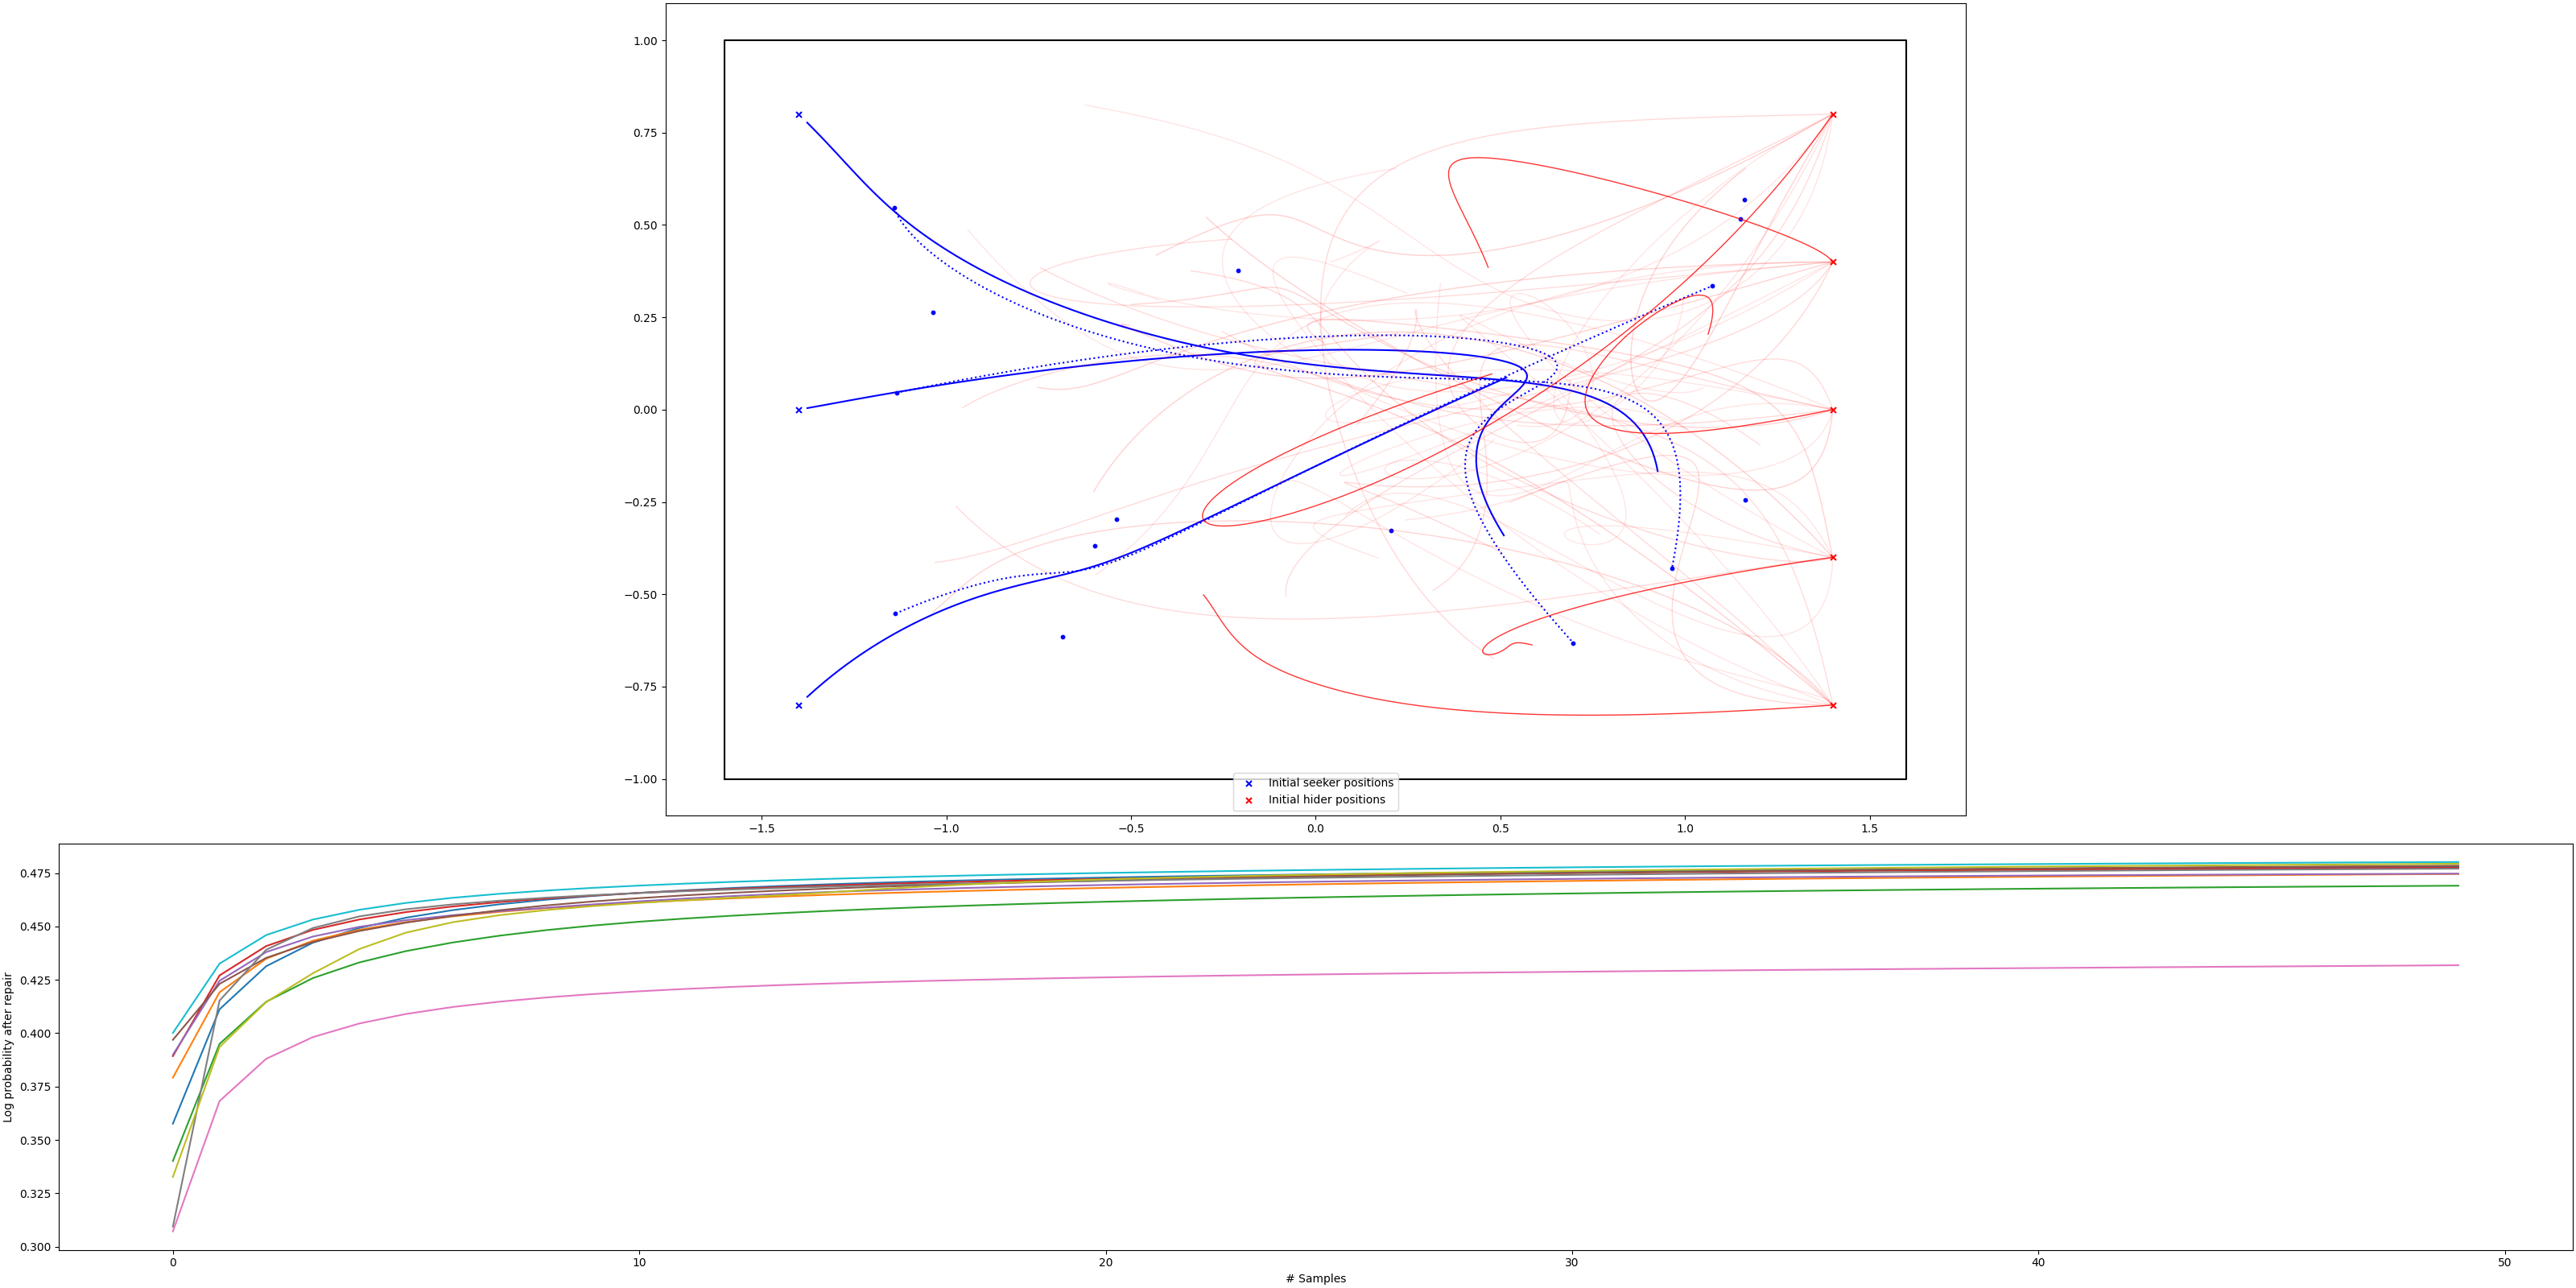 1.00
0.75
0.50
0.25
0.00
−0.25
−0.50
−0.75
−1.00
Initial seeker positions
Initial hider positions
−1.5 −1.0 −0.5 0.0 0.5 1.0 1.5
0.475
0.450
0.425
0.400
0.375
0.350
0.325
0.300
Log probability after repair
0 10 20 30 40 50
# Samples